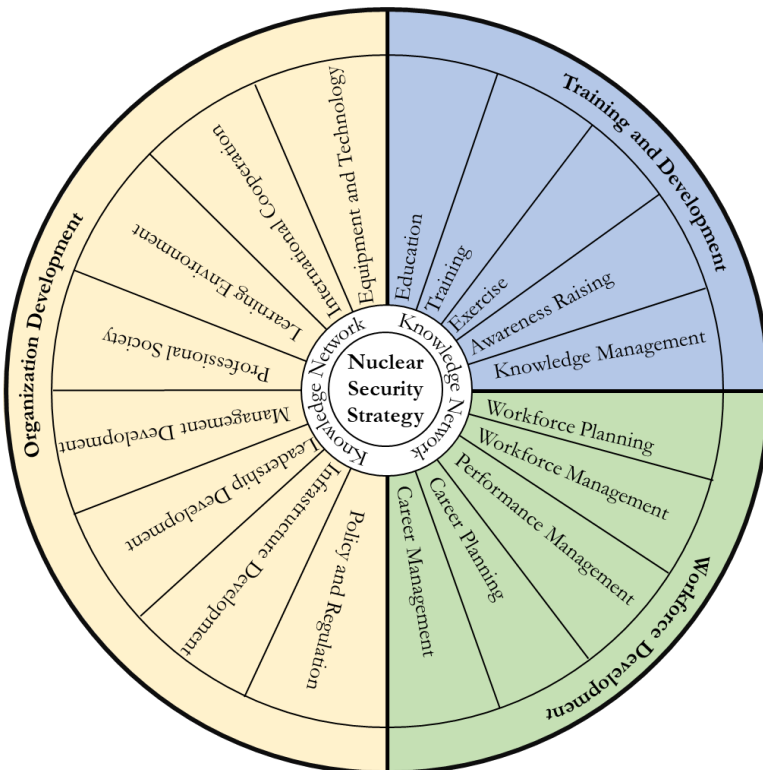 Nuclear
Security
Strategy
Knowledge Network
Knowledge Network
Training and Development
Education
Training
Exercise
Awareness Raising
Knowledge Management
Workforce Development
Workforce Planning
Workforce Management
Performance Management
Career Planning
Career Management
Organization Development
Policy and Regulation
Infrastructure Development
Leadership Development
Management Development
Professional Society
Learning Environment
International Cooperation
Equipment and Technology